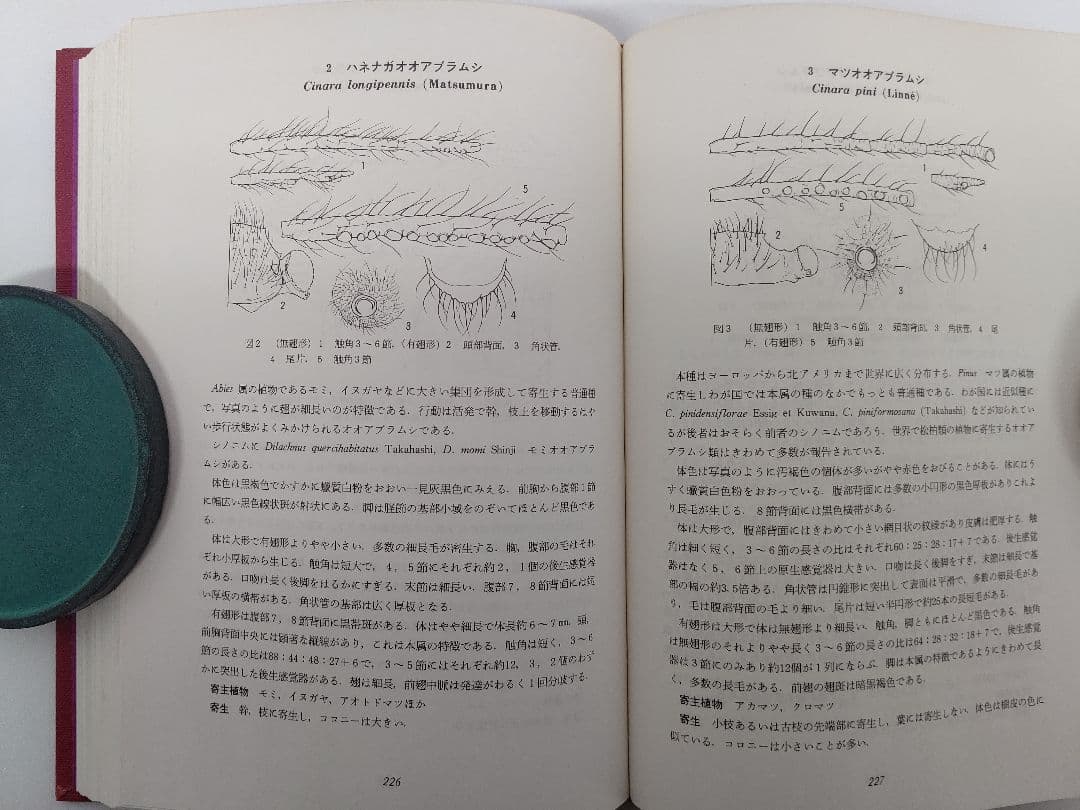 2 ハネナガオオアブラムシ
Cinara longipennis (Matsumura)
1
5
2
3
4
図2 (無翅形) 1 触角3～6節. (有翅形) 2 頭部背面, 3 角状管,
4 尾片, 5 触角3節
Abies 属の植物であるモミ, イヌガヤなどに大きい集団を形成して寄生する普通種
で, 写真のように翅が細長いのが特徴である. 行動は活発で幹, 枝上を移動するはや
い歩行状態がよくみかけられるオオアブラムシである.
シノニムに Dilachnus quercihabitatus Takahashi, D. momi Shinji モミオオアブラ
ムシがある.
体色は黒褐色でかすかに蠟質白粉をおおい一見灰黒色にみえる. 前胸から腹部1節
に幅広い黒色線状斑が射状にある. 脚は脛節の基部小域をのぞいてほとんど黒色であ
る.
体は大形で有翅形よりやや小さい. 多数の細長毛が密生する. 胸, 腹部の毛はそれ
ぞれ小厚板から生じる. 触角は短大で, 4, 5節にそれぞれ約2, 1個の後生感覚器
がある. 口吻は長く後脚をはるかにすぎる. 末節は細長い. 腹部7, 8節背面には短
い厚板の横帯がある. 角状管の基部は広く厚板となる.
有翅形は腹部7, 8節背面に黒帯斑がある. 体はやや細長で体長約6～7mm, 頭,
前胸背面中央には顕著な縦線があり, これは本属の特徴である. 触角は短く, 3～6
節の長さの比は88:44:48:27+6で, 3～5節にはそれぞれ約12, 3, 2個のわず
かに突出した後生感覚器がある. 翅は細長, 前翅中脈は発達がわるく1回分岐する.
寄主植物 モミ, イヌガヤ, アオトドマツほか
寄生 幹, 枝に寄生し, コロニーは大きい.
226
3 マツオオアブラムシ
Cinara pini (Linné)
1
5
2
3
4
図3 (無翅形) 1 触角3～6節, 2 頭部背面, 3 角状管, 4 尾
片. (有翅形) 5 触角3節
本種はヨーロッパから北アメリカまで世界に広く分布する. Pinus マツ属の植物
に寄生しわが国では本属の種のなかでもっとも普通種である. わが国には近似種に
C. pinidensiflorae Essig et Kuwana, C. piniformosana (Takahashi) などが知られてい
るが後者はおそらく前者のシノニムであろう. 世界で松柏類の植物に寄生するオオア
ブラムシ類はきわめて多数が報告されている.
体色は写真のように汚褐色の個体が多いがやや赤色をおびることがある. 体にはう
すく蠟質白色粉をおおっている. 腹部背面には多数の小円形の黒色厚板がありこれよ
り長毛が生じる. 8節背面には黒色横帯がある.
体は大形で, 腹部背面にはきわめて小さい網目状の紋様があり皮膚は肥厚する. 触
角は細く短く, 3～6節の長さの比はそれぞれ60:25:28:17+7である. 後生感覚
器はなく5, 6節上の原生感覚器は大きい. 口吻は長く後脚をすぎ, 末節は細長で基
部の幅の約3.5倍ある. 角状管は円錐形に突出して表面は平滑で, 多数の細長毛があ
り, 毛は腹部背面の毛より細い. 尾片は短い半円形で約25本の長短毛がある.
有翅形は大形で体は無翅形より細長い. 触角, 脚ともにほとんど黒色である. 触角
は無翅形のそれよりやや長く3～6節の長さの比は64:28:32:18+7で, 後生感覚
器は3節にのみあり約12個が1列にならぶ. 脚は本属の特徴であるようにきわめて長
く, 多数の長毛がある. 前翅の翅斑は暗黒褐色である.
寄主植物 アカマツ, クロマツ
寄生 小枝あるいは古枝の先端部に寄生し, 葉には寄生しない. 体色は樹皮の色に
似ている. コロニーは小さいことが多い.
227